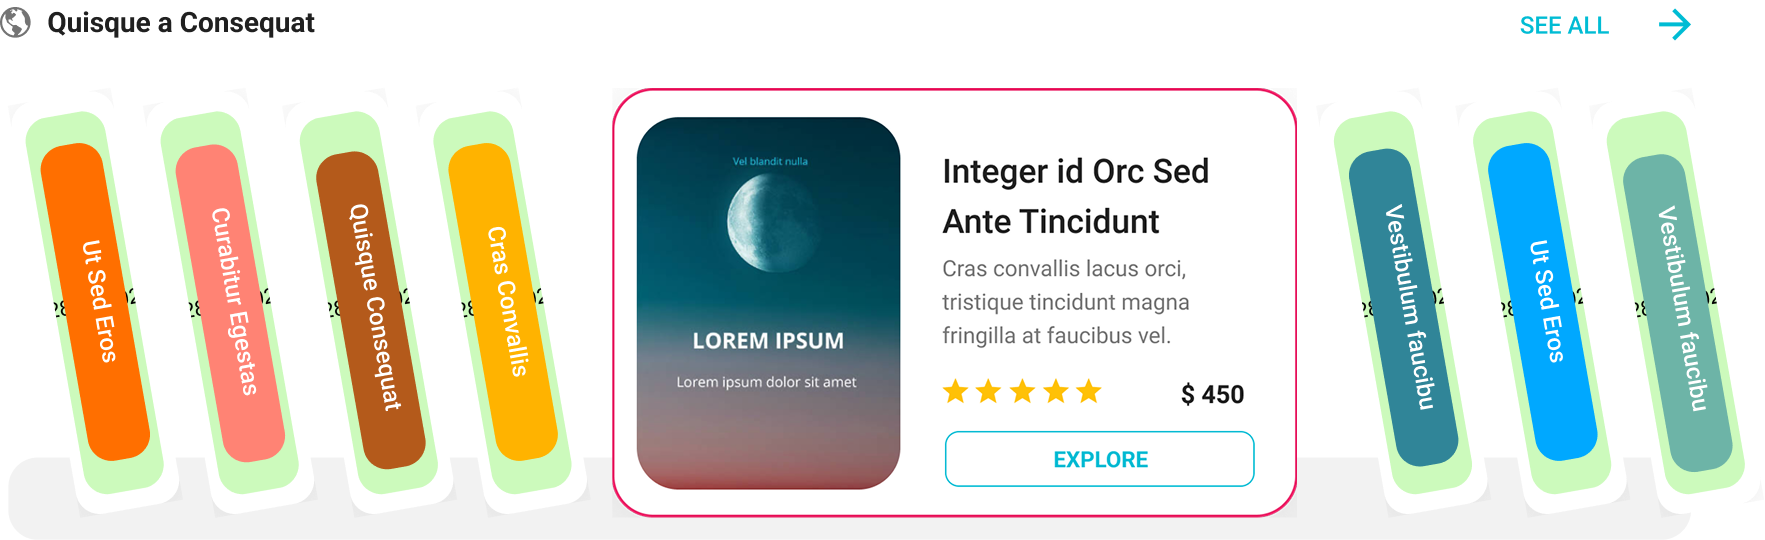 Quisque a Consequat
SEE ALL
Ut Sed Eros
Curabitur Egestas
Quisque Consequat
Cras Convallis
Vel blandit nulla
LOREM IPSUM
Lorem ipsum dolor sit amet
Integer id Orc Sed
Ante Tincidunt
Cras convallis lacus orci,
tristique tincidunt magna
fringilla at faucibus vel.
$ 450
EXPLORE
Vestibulum faucibu
Ut Sed Eros
Vestibulum faucibu